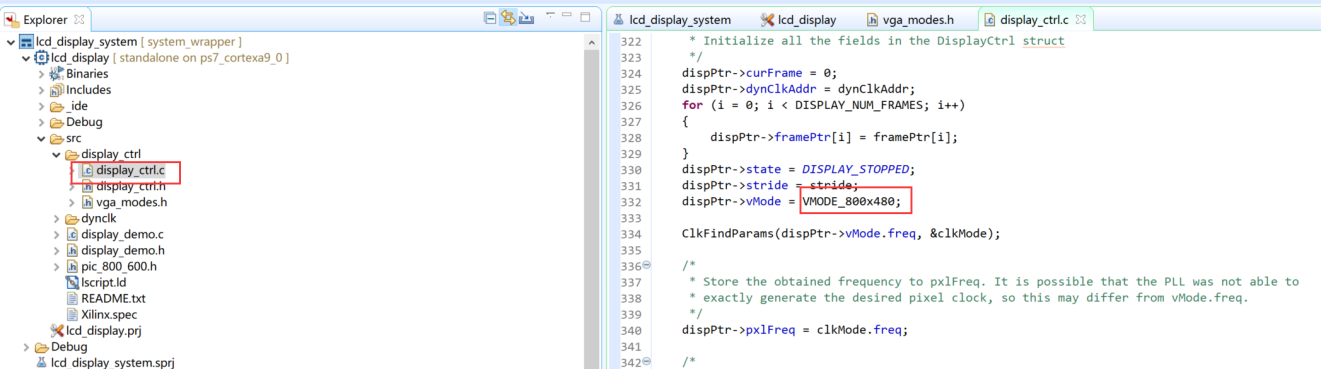 Explorer
lcd_display_system [ system_wrapper ]
lcd_display [ standalone on ps7_cortexa9_0 ]
Binaries
Includes
_ide
Debug
src
display_ctrl
display_ctrl.c
display_ctrl.h
vga_modes.h
dynclk
display_demo.c
display_demo.h
pic_800_600.h
lscript.ld
README.txt
Xilinx.spec
lcd_display.prj
Debug
lcd_display_system.sprj
lcd_display_system lcd_display vga_modes.h display_ctrl.c
322 * Initialize all the fields in the DisplayCtrl struct
323 */
324 dispPtr->curFrame = 0;
325 dispPtr->dynClkAddr = dynClkAddr;
326 for (i = 0; i < DISPLAY_NUM_FRAMES; i++)
327 {
328 dispPtr->framePtr[i] = framePtr[i];
329 }
330 dispPtr->state = DISPLAY_STOPPED;
331 dispPtr->stride = stride;
332 dispPtr->vMode = VMODE_800x480;
333
334 ClkFindParams(dispPtr->vMode.freq, &clkMode);
335
336 /*
337 * Store the obtained frequency to pxlFreq. It is possible that the PLL was not able to
338 * exactly generate the desired pixel clock, so this may differ from vMode.freq.
339 */
340 dispPtr->pxlFreq = clkMode.freq;
341
342 /*